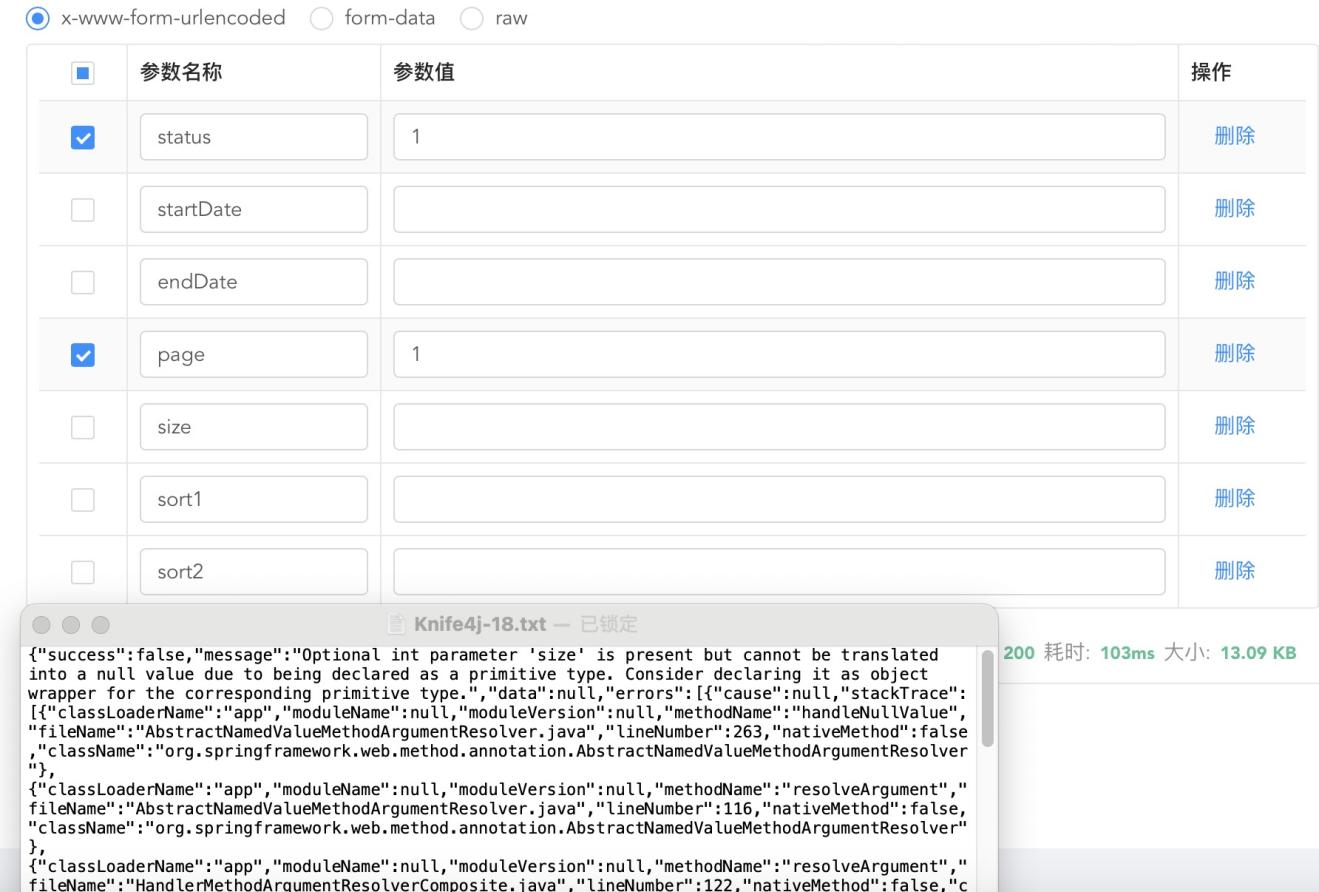 x-www-form-urlencoded form-data raw
参数名称 参数值 操作
status 1 删除
startDate 删除
endDate 删除
page 1 删除
size 删除
sort1 删除
sort2 删除
Knife4j-18.txt — 已锁定
200 耗时: 103ms 大小: 13.09 KB
{"success":false,"message":"Optional int parameter 'size' is present but cannot be translated
into a null value due to being declared as a primitive type. Consider declaring it as object
wrapper for the corresponding primitive type.","data":null,"errors":[{"cause":null,"stackTrace":
[{"classLoaderName":"app","moduleName":null,"moduleVersion":null,"methodName":"handleNullValue",
"fileName":"AbstractNamedValueMethodArgumentResolver.java","lineNumber":263,"nativeMethod":false
,"className":"org.springframework.web.method.annotation.AbstractNamedValueMethodArgumentResolver
"},
{"classLoaderName":"app","moduleName":null,"moduleVersion":null,"methodName":"resolveArgument","
fileName":"AbstractNamedValueMethodArgumentResolver.java","lineNumber":116,"nativeMethod":false,
"className":"org.springframework.web.method.annotation.AbstractNamedValueMethodArgumentResolver"
},
{"classLoaderName":"app","moduleName":null,"moduleVersion":null,"methodName":"resolveArgument","
fileName":"HandlerMethodArgumentResolverComposite.java","lineNumber":122,"nativeMethod":false,"c